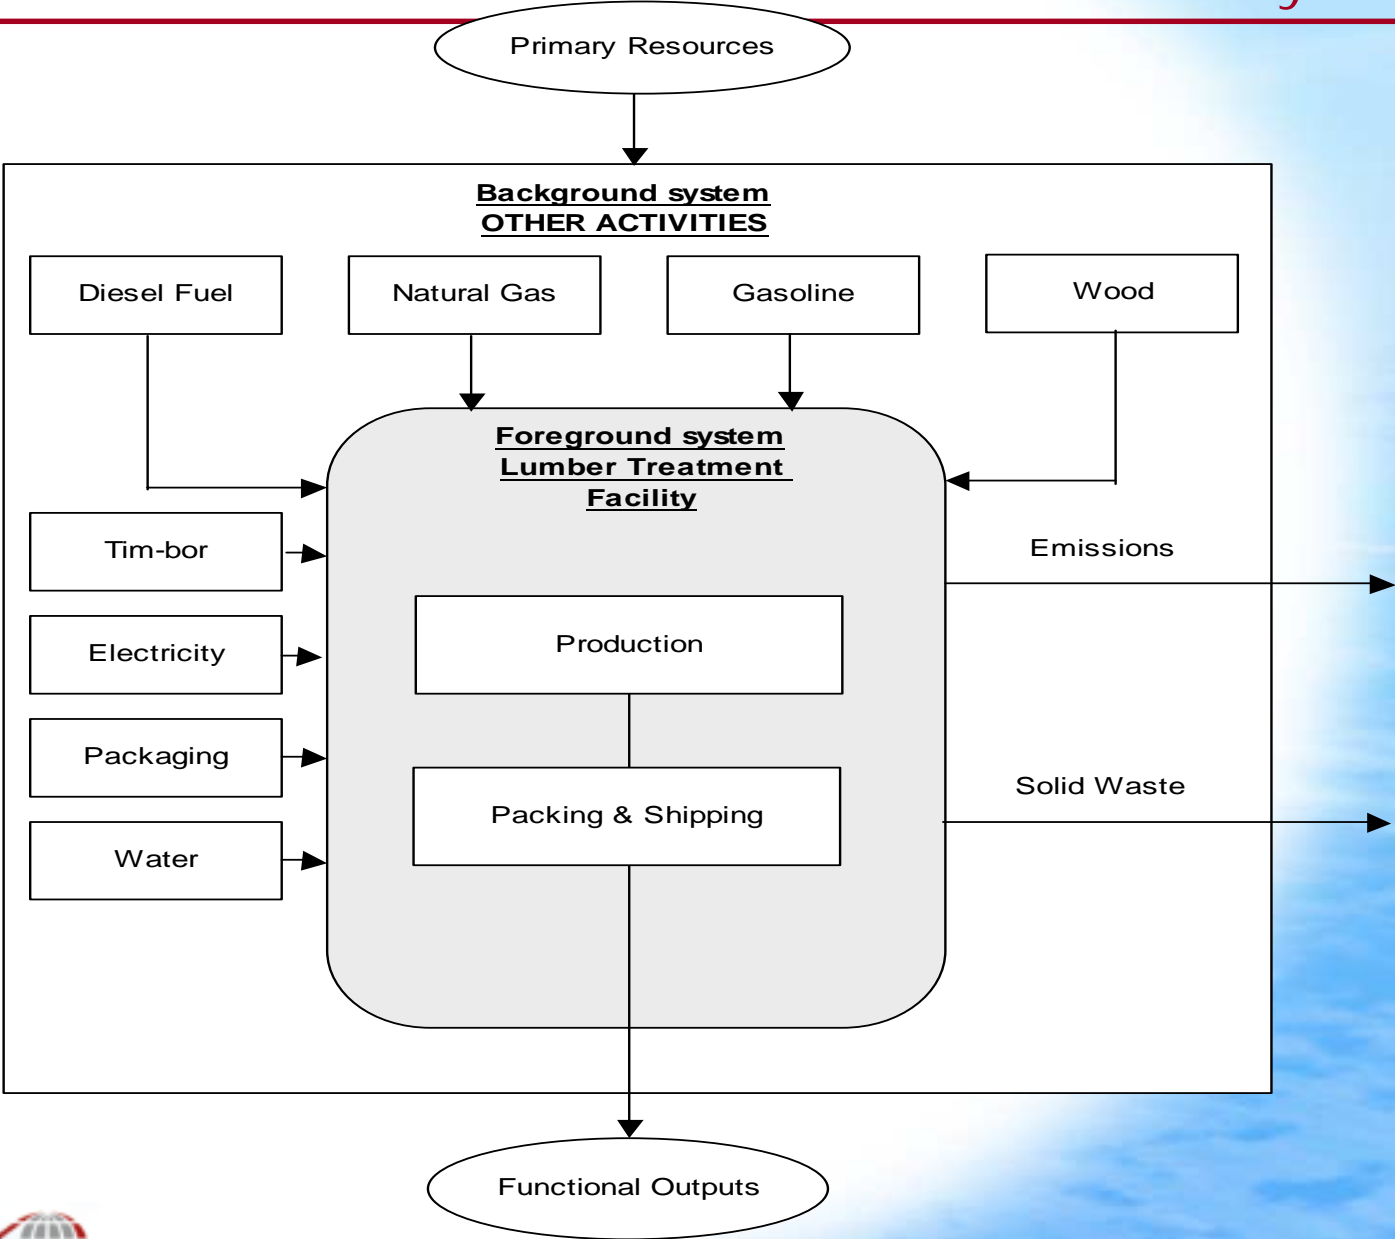 Primary Resources
Background system
OTHER ACTIVITIES
Diesel Fuel
Natural Gas
Gasoline
Wood
Foreground system
Lumber Treatment
Facility
Tim-bor
Emissions
Electricity
Production
Packaging
Solid Waste
Packing & Shipping
Water
Functional Outputs